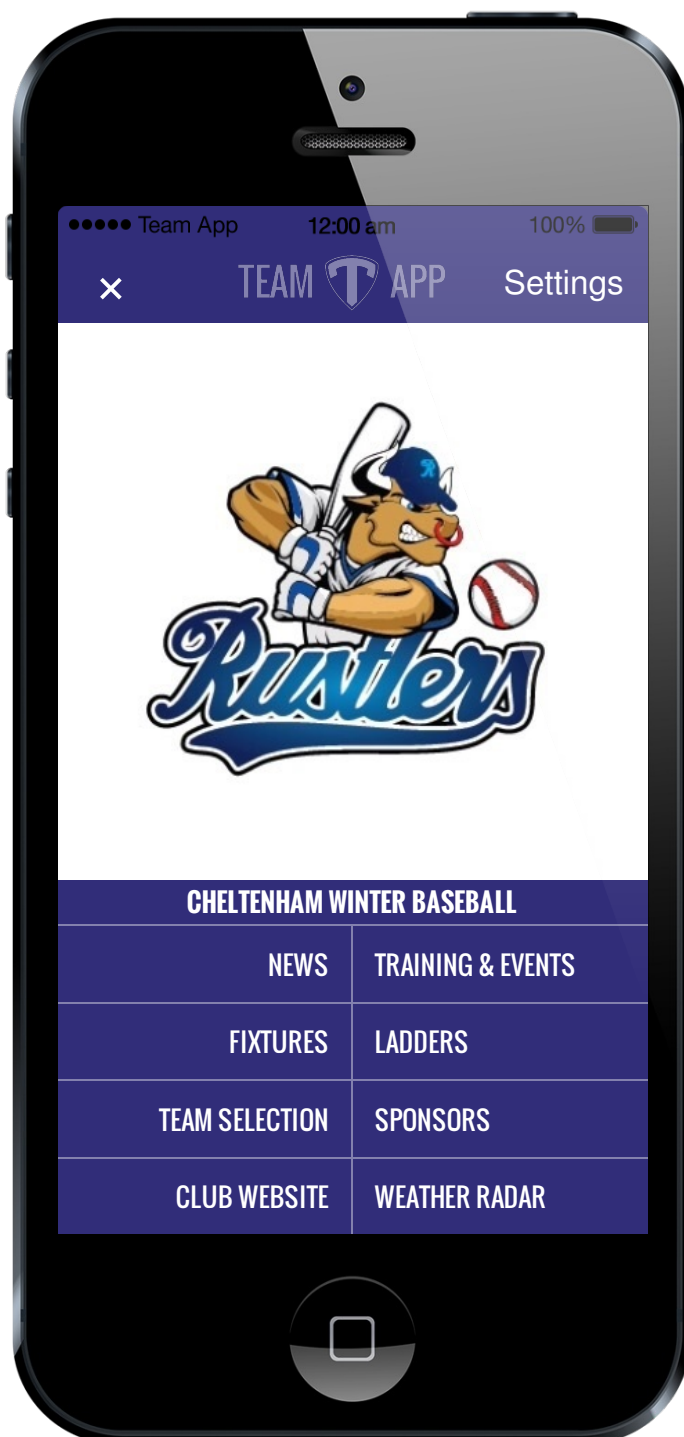 Team App 12:00 am 100%
× TEAM T APP Settings
R
Rustlers
CHELTENHAM WINTER BASEBALL
NEWS TRAINING & EVENTS
FIXTURES LADDERS
TEAM SELECTION SPONSORS
CLUB WEBSITE WEATHER RADAR